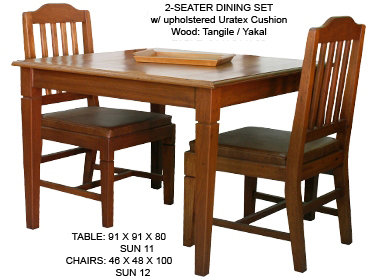 2-SEATER DINING SET
w/ upholstered Uratex Cushion
Wood: Tangile / Yakal
TABLE: 91 X 91 X 80
SUN 11
CHAIRS: 46 X 48 X 100
SUN 12